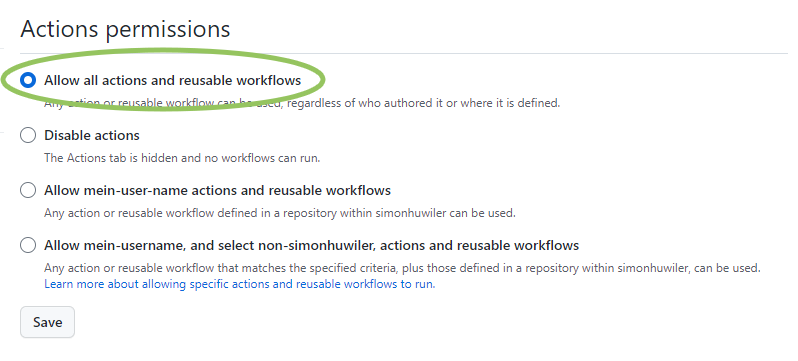 Actions permissions
Allow all actions and reusable workflows
Any action or reusable workflow can be used, regardless of who authored it or where it is defined.
Disable actions
The Actions tab is hidden and no workflows can run.
Allow mein-user-name actions and reusable workflows
Any action or reusable workflow defined in a repository within simonhuwiler can be used.
Allow mein-username, and select non-simonhuwiler, actions and reusable workflows
Any action or reusable workflow that matches the specified criteria, plus those defined in a repository within simonhuwiler, can be used.
Learn more about allowing specific actions and reusable workflows to run.
Save